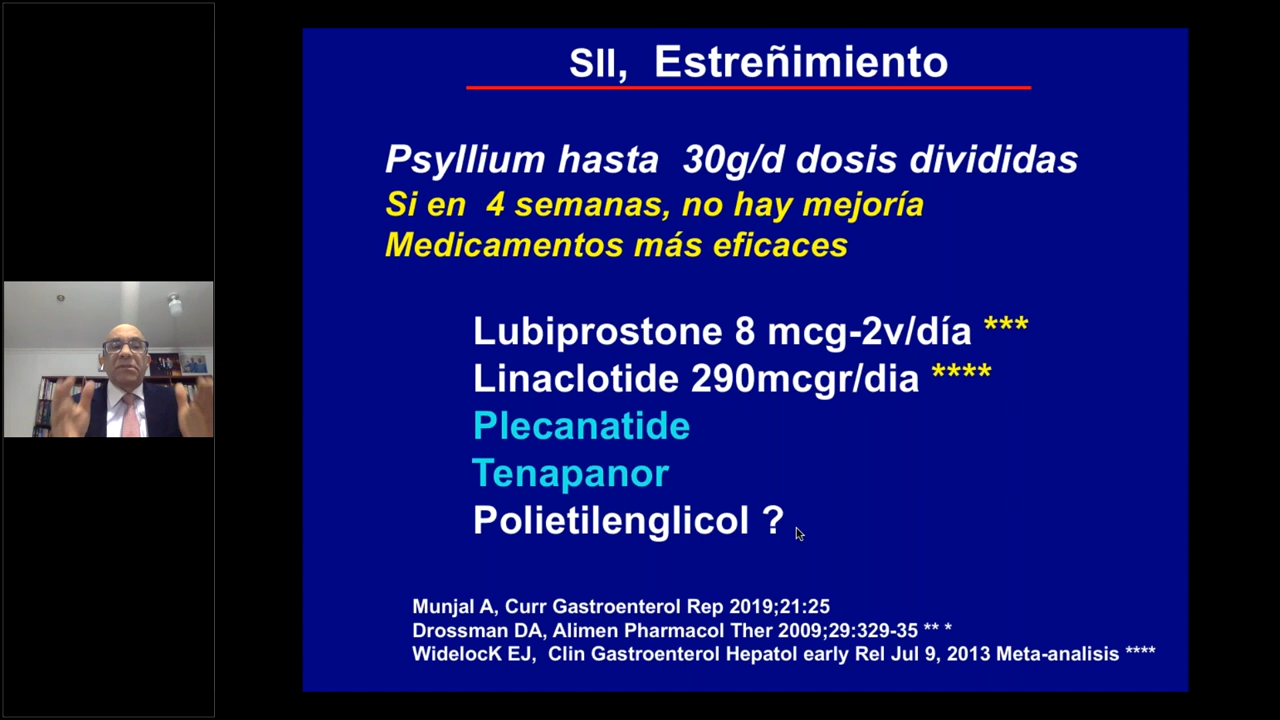 SII, Estreñimiento
Psyllium hasta 30g/d dosis divididas
Si en 4 semanas, no hay mejoría
Medicamentos más eficaces
Lubiprostone 8 mcg-2v/día ***
Linaclotide 290mcgr/dia ****
Plecanatide
Tenapanor
Polietilenglicol ?
Munjal A, Curr Gastroenterol Rep 2019;21:25
Drossman DA, Alimen Pharmacol Ther 2009;29:329-35 ** *
WidelocK EJ, Clin Gastroenterol Hepatol early Rel Jul 9, 2013 Meta-analisis ****